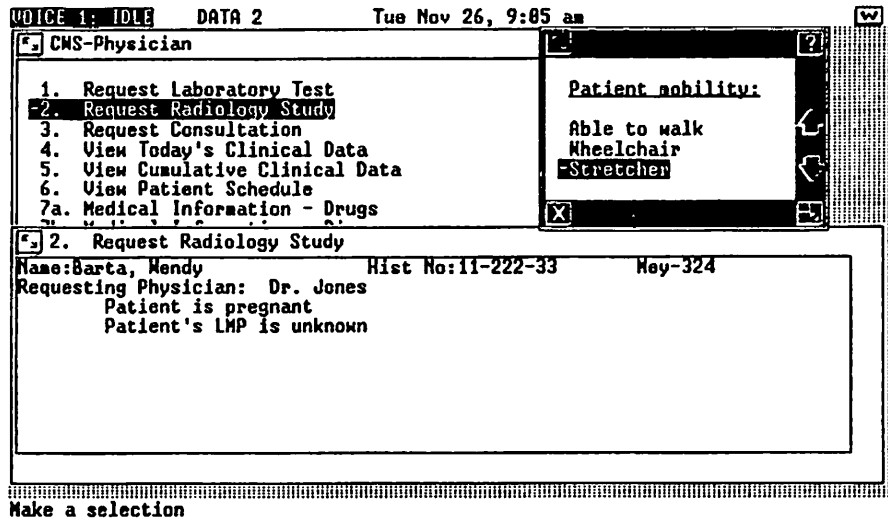 VOICE 1: IDLE DATA 2 Tue Nov 26, 9:05 am W
CWS-Physician
1. Request Laboratory Test
-2. Request Radiology Study
3. Request Consultation
4. View Today's Clinical Data
5. View Cumulative Clinical Data
6. View Patient Schedule
7a. Medical Information - Drugs
?
Patient mobility:
Able to walk
Wheelchair
-Stretcher
X
2. Request Radiology Study
Name:Barta, Wendy Hist No:11-222-33 Mey-324
Requesting Physician: Dr. Jones
Patient is pregnant
Patient's LMP is unknown
Make a selection